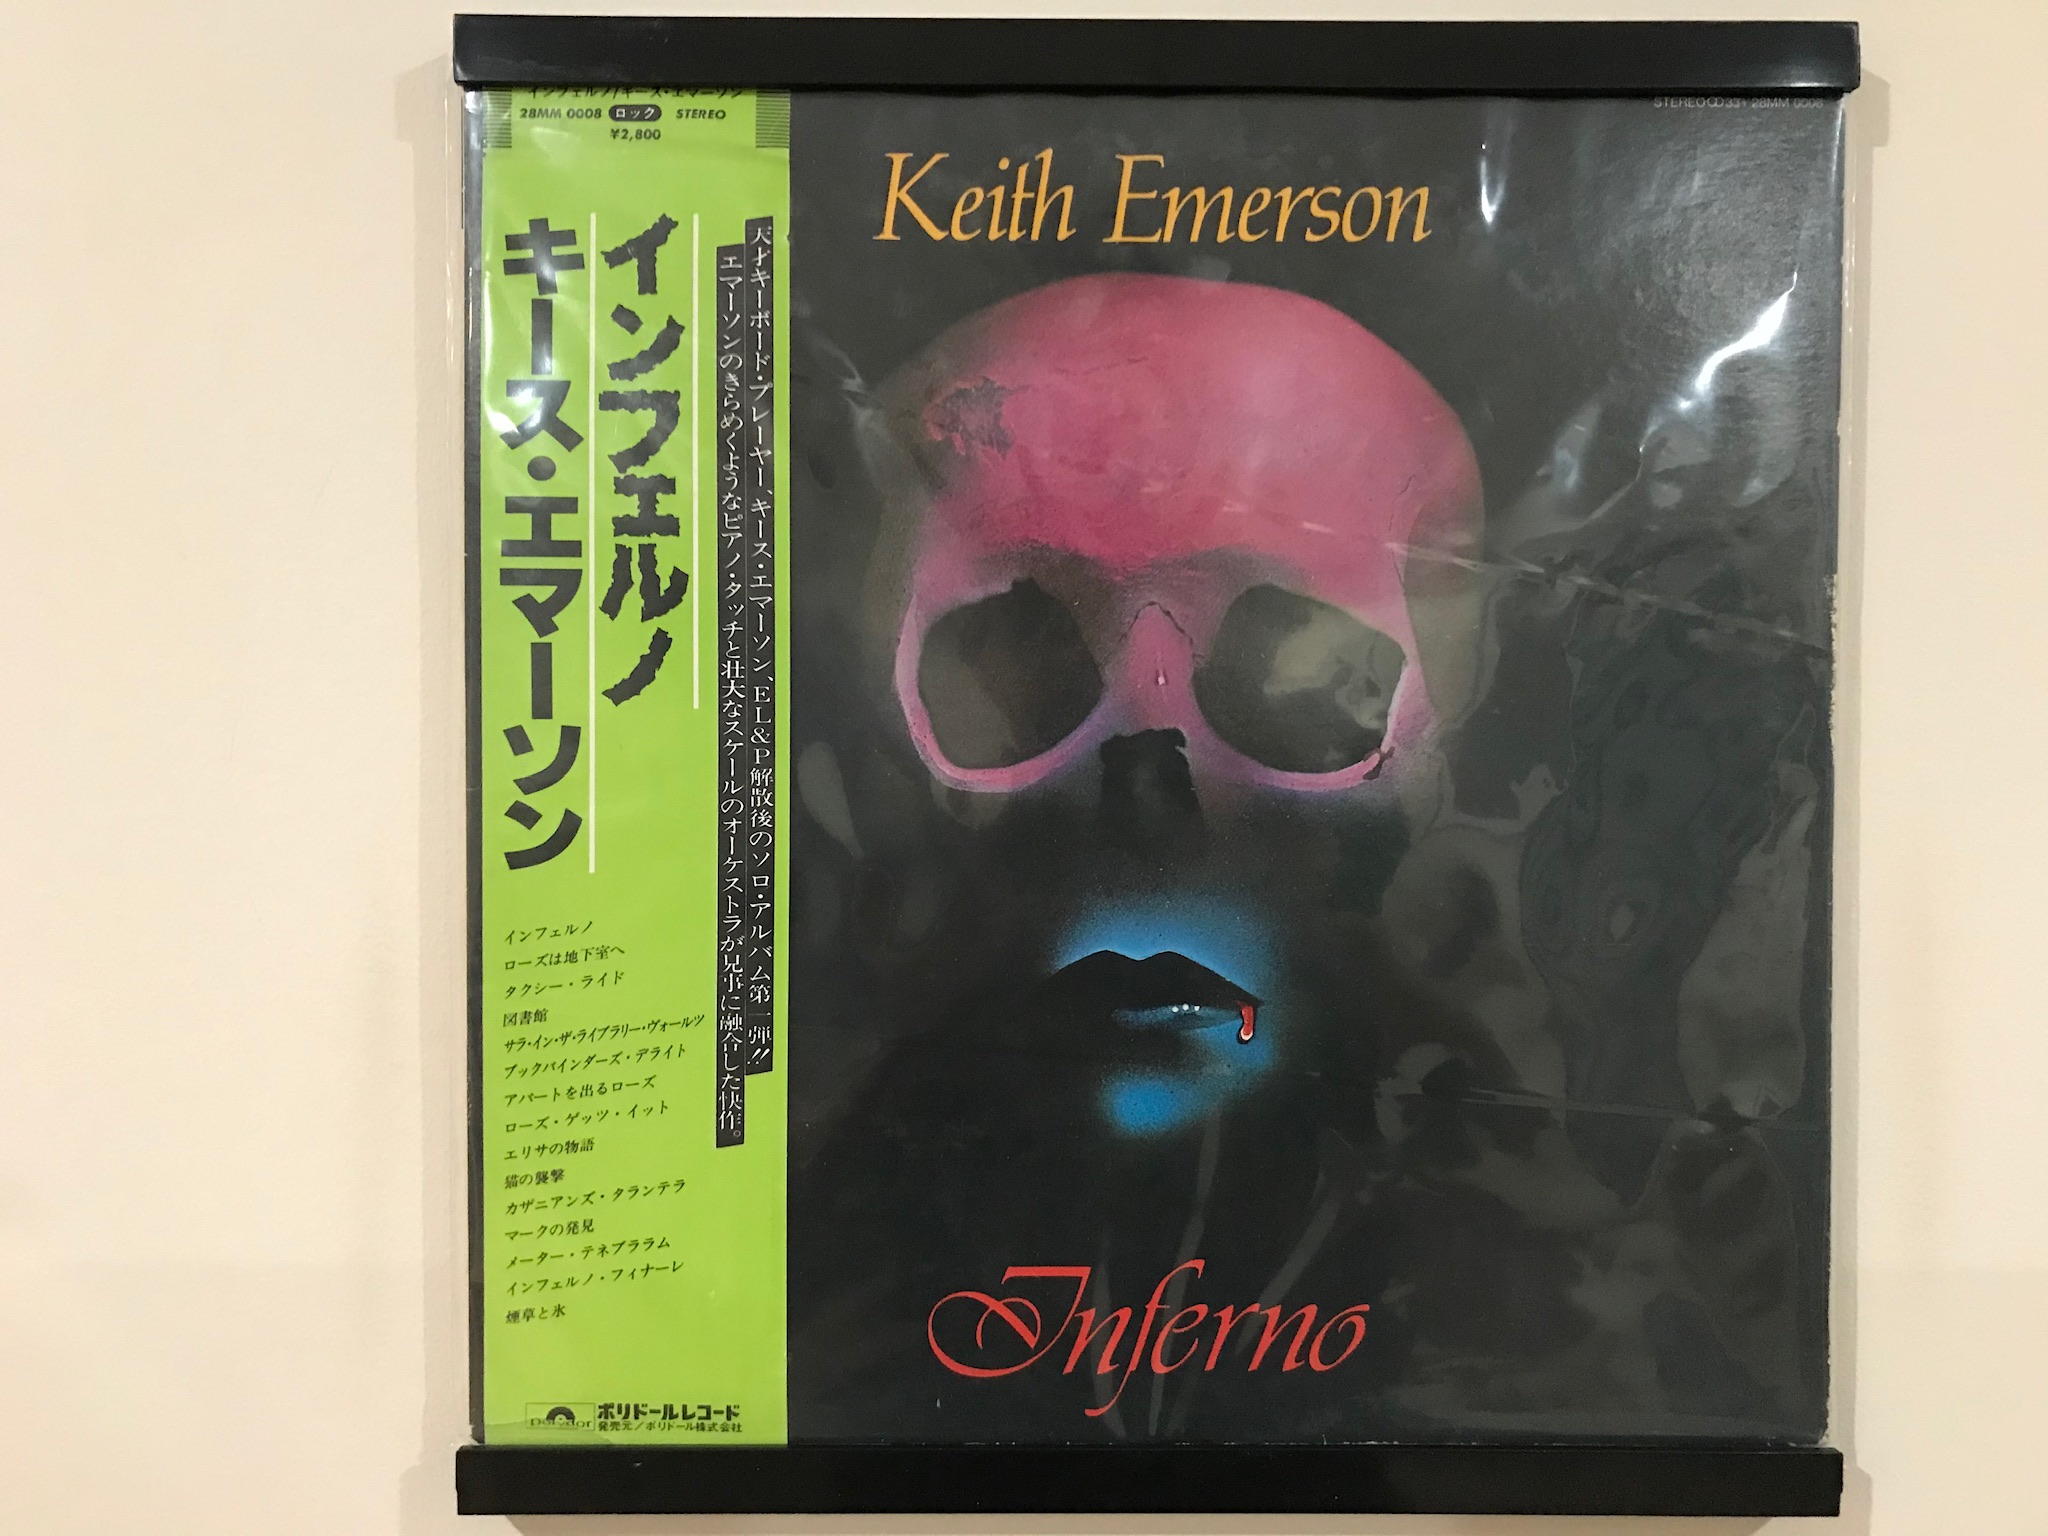 インフェルノ/キース・エマーソン
28MM 0008 ロック STEREO
¥2,800
インフェルノ
キース・エマーソン
天才キーボード・プレーヤー、キース・エマーソン、EL&P解散後のソロ・アルバム第一弾!!
エマーソンのきらめくようなピアノ・タッチと壮大なスケールのオーケストラが見事に融合した快作。
インフェルノ
ローズは地下室へ
タクシー・ライド
図書館
サラ・イン・ザ・ライブラリー・ヴォールツ
ブックバインダーズ・デライト
アパートを出るローズ
ローズ・ゲッツ・イット
エリサの物語
猫の襲撃
カザニアンズ・タランテラ
マークの発見
メーター・テネブララム
インフェルノ・フィナーレ
煙草と氷
polydor ポリドールレコード
発売元/ポリドール株式会社
STEREO 33⅓ 28MM 0008
Keith Emerson
Inferno